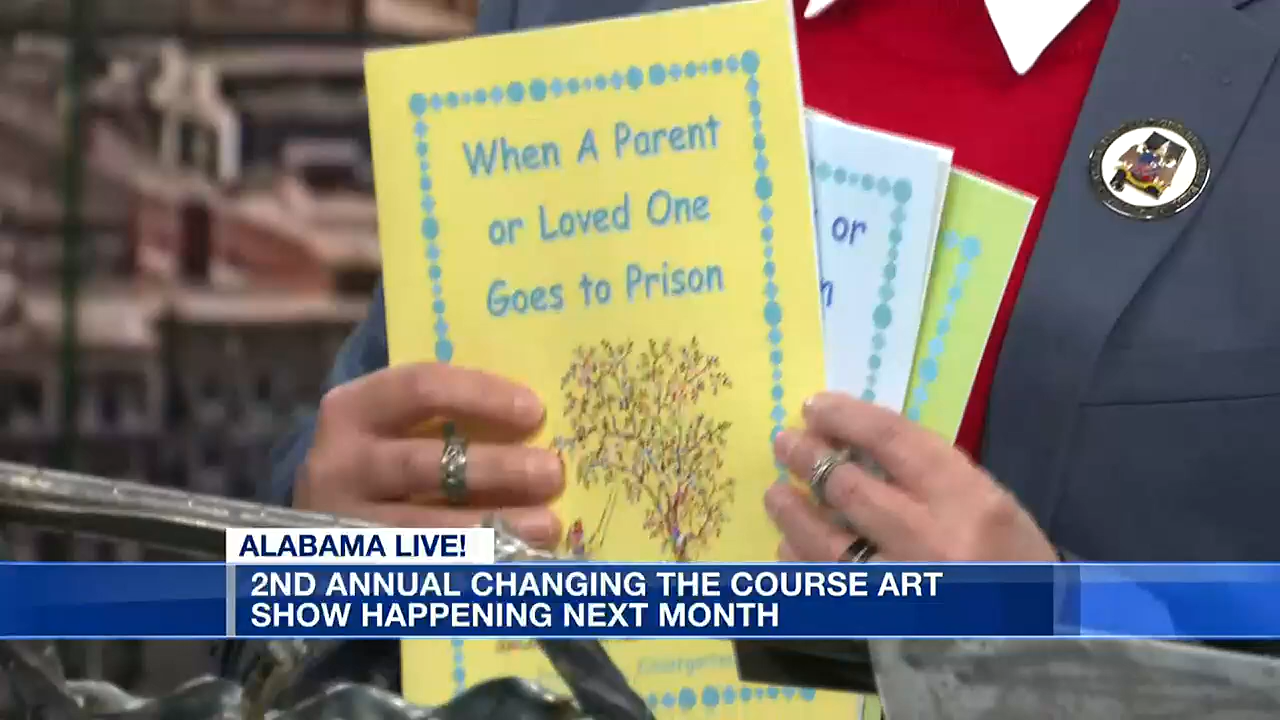 When A Parent
or Loved One
Goes to Prison
or
ALABAMA LIVE!
2ND ANNUAL CHANGING THE COURSE ART
SHOW HAPPENING NEXT MONTH